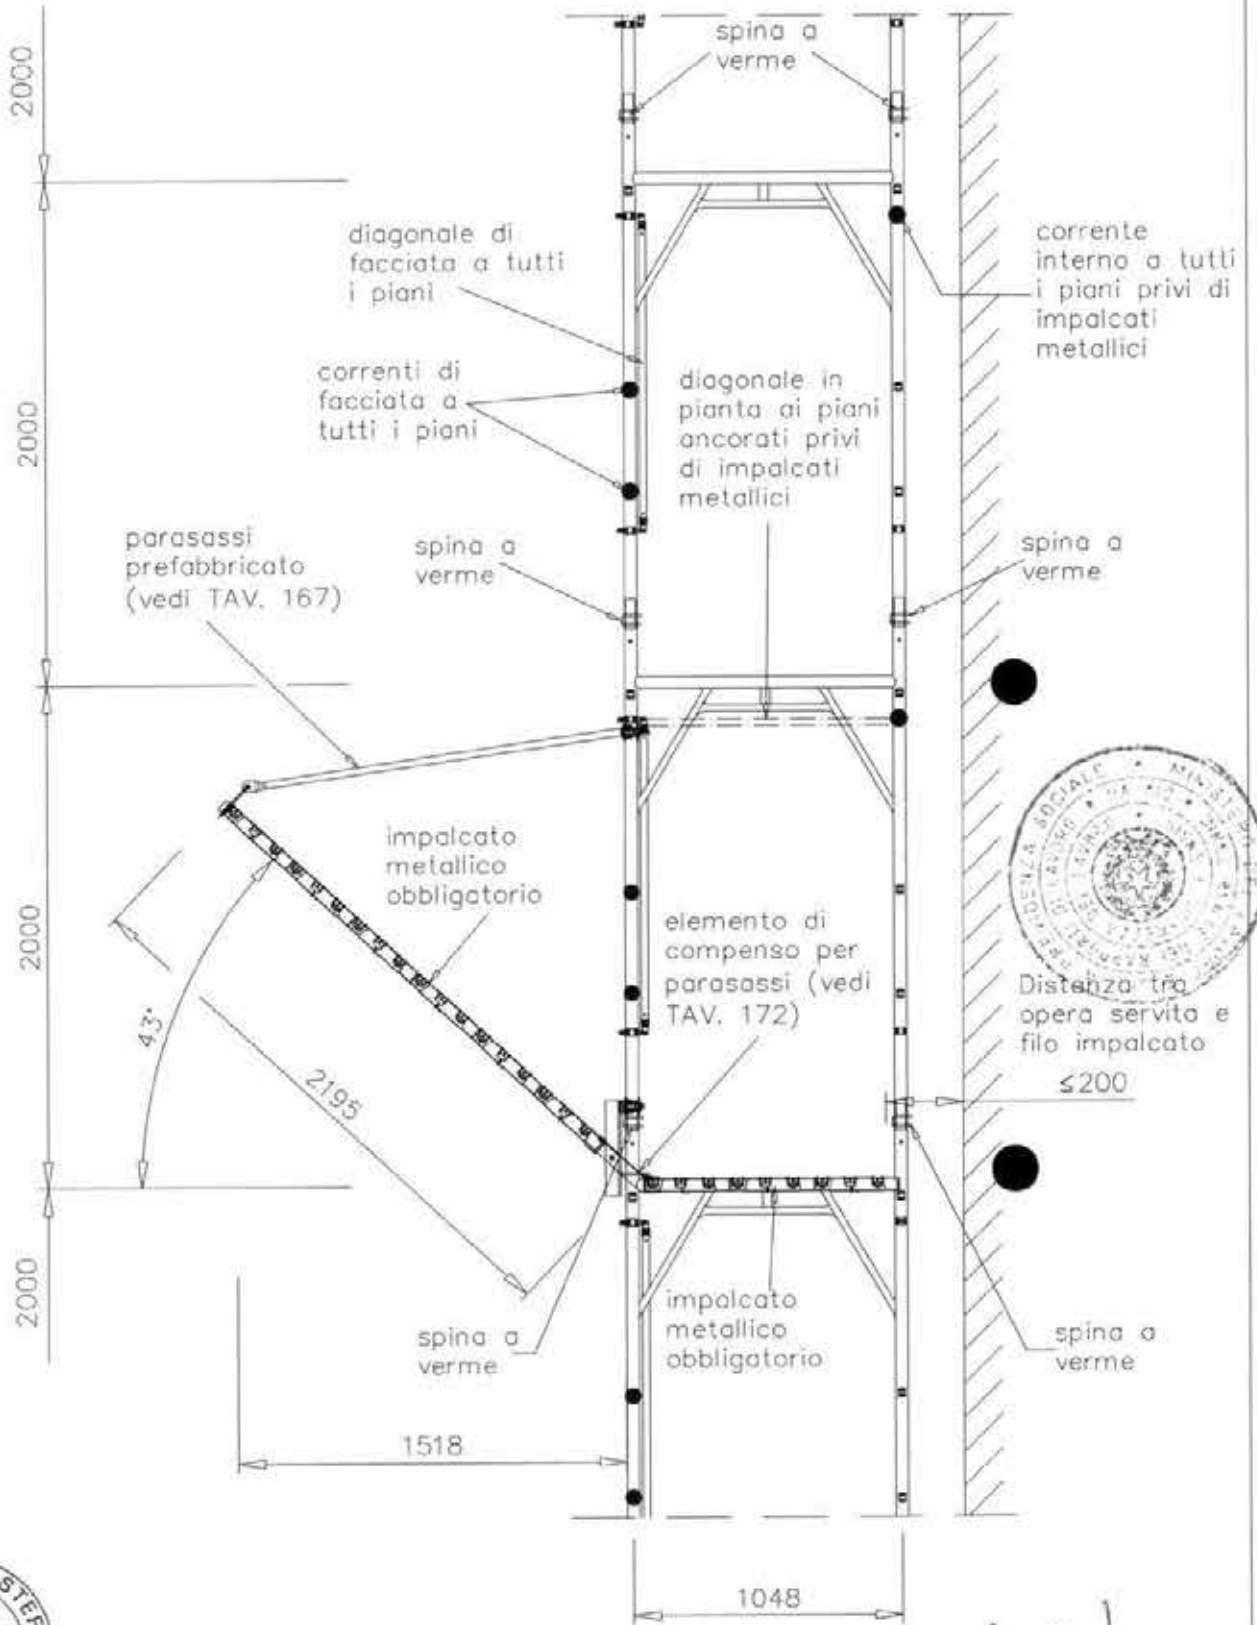 spina a
verme
2000
diagonale di
facciata a tutti
i piani
corrente
interno a tutti
i piani privi di
impalcati
metallici
correnti di
facciata a
tutti i piani
diagonale in
pianta ai piani
ancorati privi
di impalcati
metallici
2000
parasassi
prefabbricato
(vedi TAV. 167)
spina a
verme
spina a
verme
impalcato
metallico
obbligatorio
elemento di
compenso per
parasassi (vedi
TAV. 172)
PREVIDENZA SOCIALE
2000
43°
2195
Distanza tra
opera servita e
filo impalcato
≤200
2000
spina a
verme
impalcato
metallico
obbligatorio
spina a
verme
1518
1048